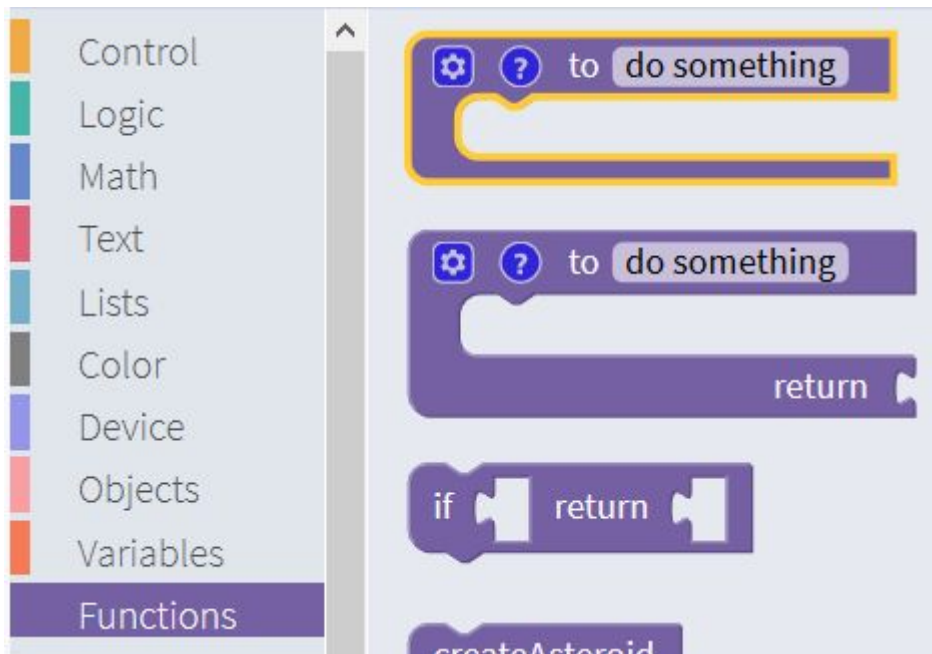 Control
Logic
Math
Text
Lists
Color
Device
Objects
Variables
Functions
? to do something
? to do something
return
if return
createAsteroid